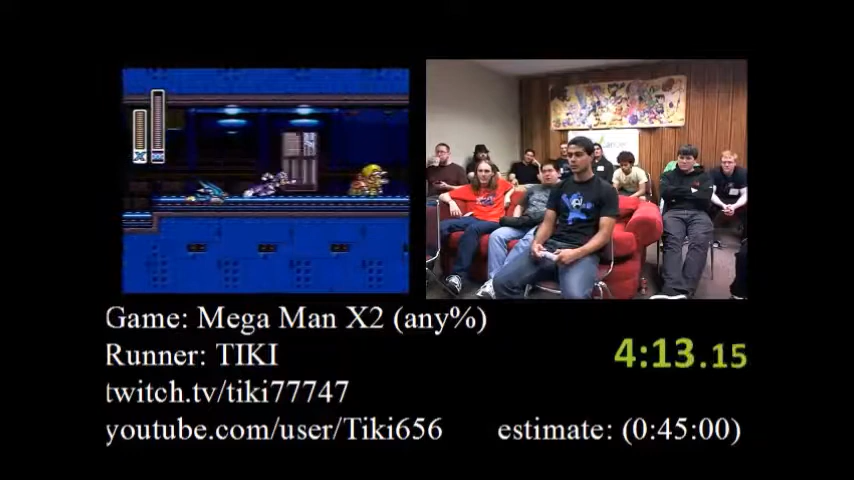 Game: Mega Man X2 (any%)
Runner: TIKI
4:13.15
twitch.tv/tiki77747
youtube.com/user/Tiki656
estimate: (0:45:00)